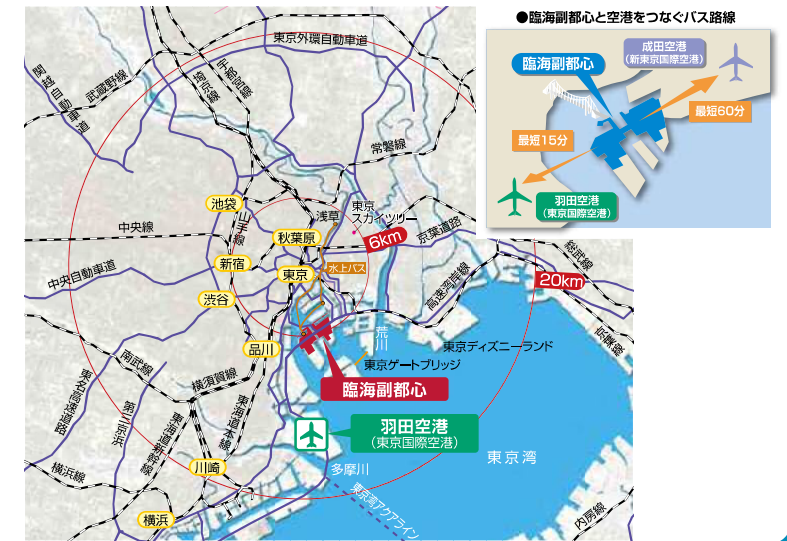 ●臨海副都心と空港をつなぐバス路線
成田空港
(新東京国際空港)
臨海副都心
最短60分
最短15分
羽田空港
(東京国際空港)
東京外環自動車道
関越自動車道
武蔵野線
埼京線
宇都宮線
常磐線
池袋
山手線
浅草
東京
スカイツリー
中央線
秋葉原
6km
京葉道路
新宿
東京
水上バス
中央自動車道
高速湾岸線
総武線
20km
渋谷
荒川
京葉線
品川
東京ディズニーランド
東京ゲートブリッジ
南武線
横須賀線
臨海副都心
東名高速道路
第三京浜
東海道新幹線
東海道本線
羽田空港
(東京国際空港)
東京湾
横浜線
川崎
多摩川
東京湾アクアライン
横浜
内房線